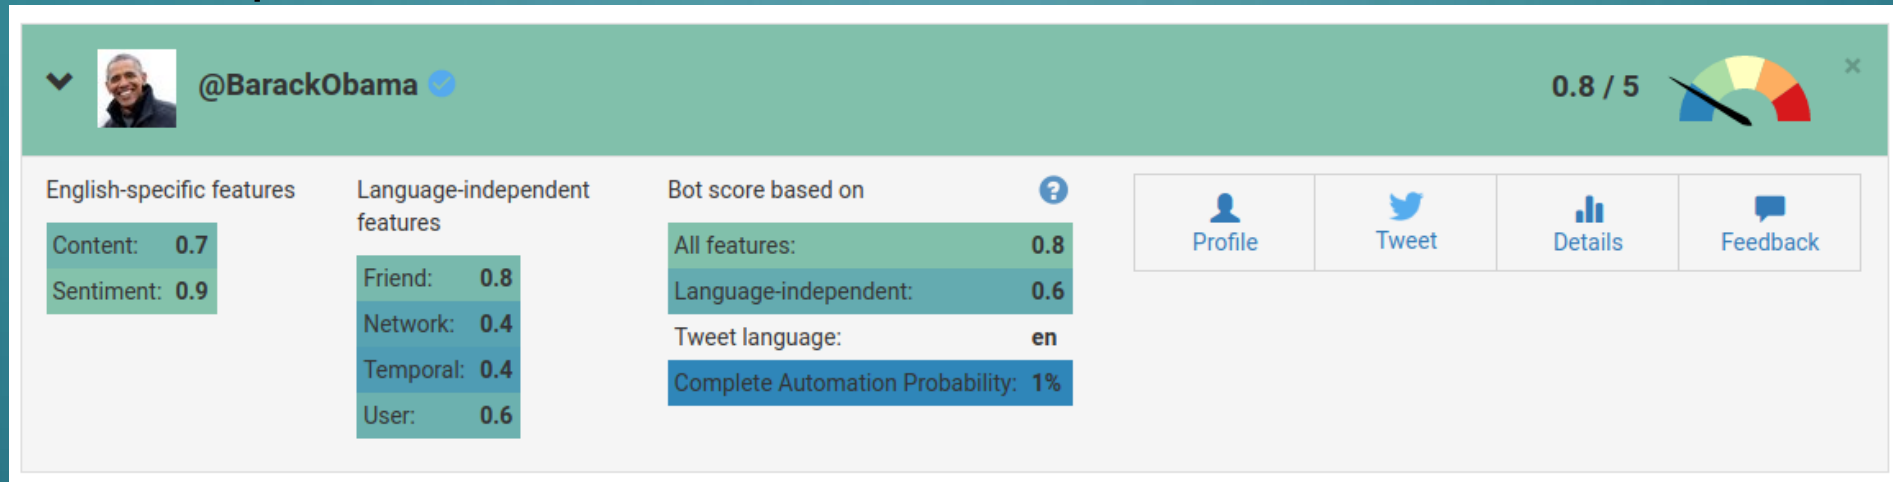 @BarackObama
0.8 / 5
×
English-specific features
Content: 0.7
Sentiment: 0.9
Language-independent
features
Friend: 0.8
Network: 0.4
Temporal: 0.4
User: 0.6
Bot score based on
?
All features: 0.8
Language-independent: 0.6
Tweet language: en
Complete Automation Probability: 1%
Profile
Tweet
Details
Feedback